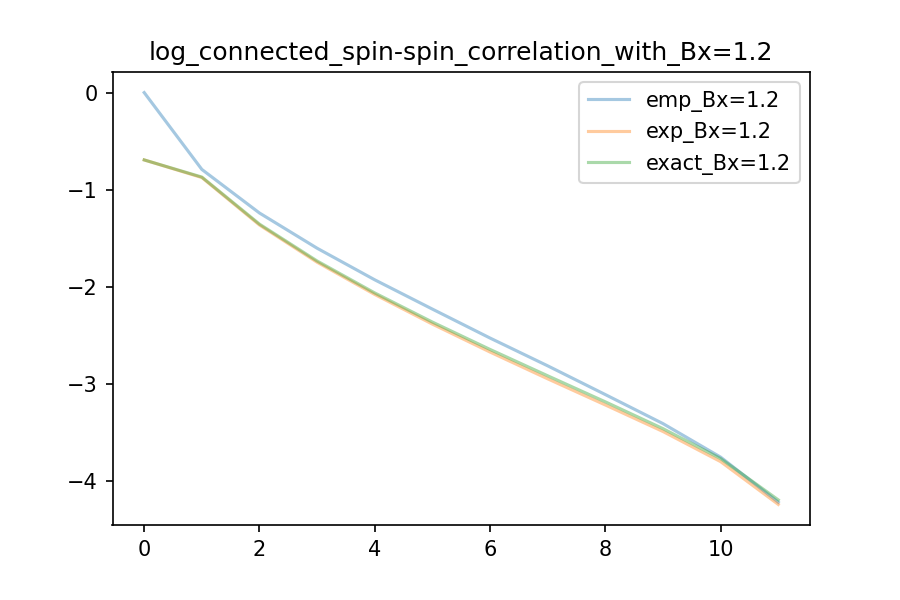 log_connected_spin-spin_correlation_with_Bx=1.2
emp_Bx=1.2
exp_Bx=1.2
exact_Bx=1.2
0
−1
−2
−3
−4
0 2 4 6 8 10